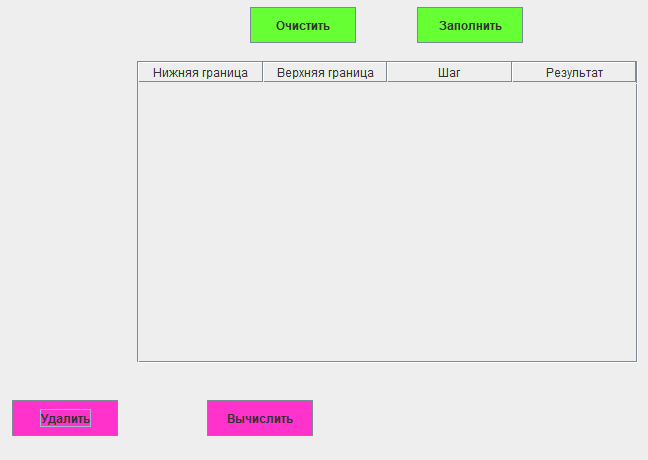 Очистить Заполнить
Нижняя граница Верхняя граница Шаг Результат
Удалить Вычислить